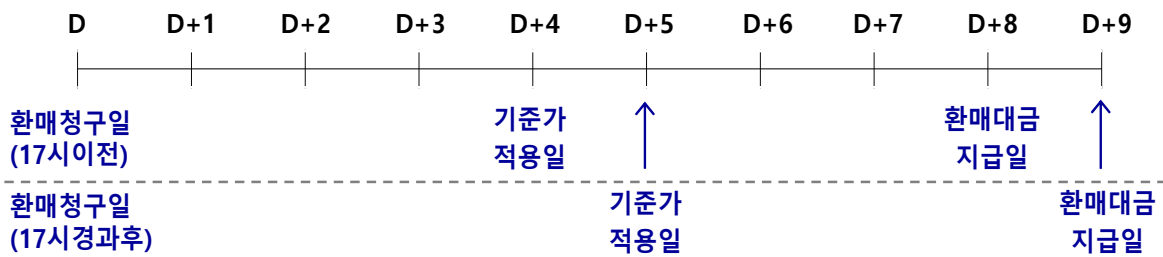 D D+1 D+2 D+3 D+4 D+5 D+6 D+7 D+8 D+9
환매청구일 기준가 환매대금
(17시이전) 적용일 지급일
환매청구일 기준가 환매대금
(17시경과후) 적용일 지급일